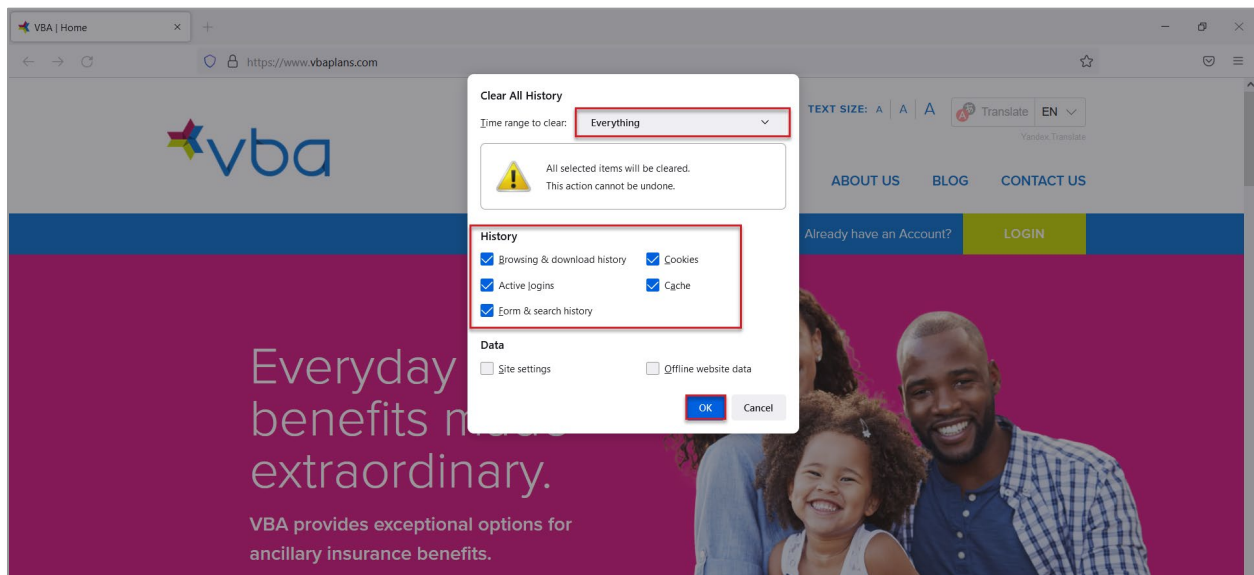 VBA | Home
https://www.vbaplans.com
Clear All History
Time range to clear: Everything
All selected items will be cleared.
This action cannot be undone.
History
Browsing & download history Cookies
Active logins Cache
Form & search history
Data
Site settings Offline website data
OK Cancel
vba
TEXT SIZE: A | A | A Translate EN
Yandex.Translate
ABOUT US BLOG CONTACT US
Already have an Account? LOGIN
Everyday
benefits
extraordinary.
VBA provides exceptional options for
ancillary insurance benefits.